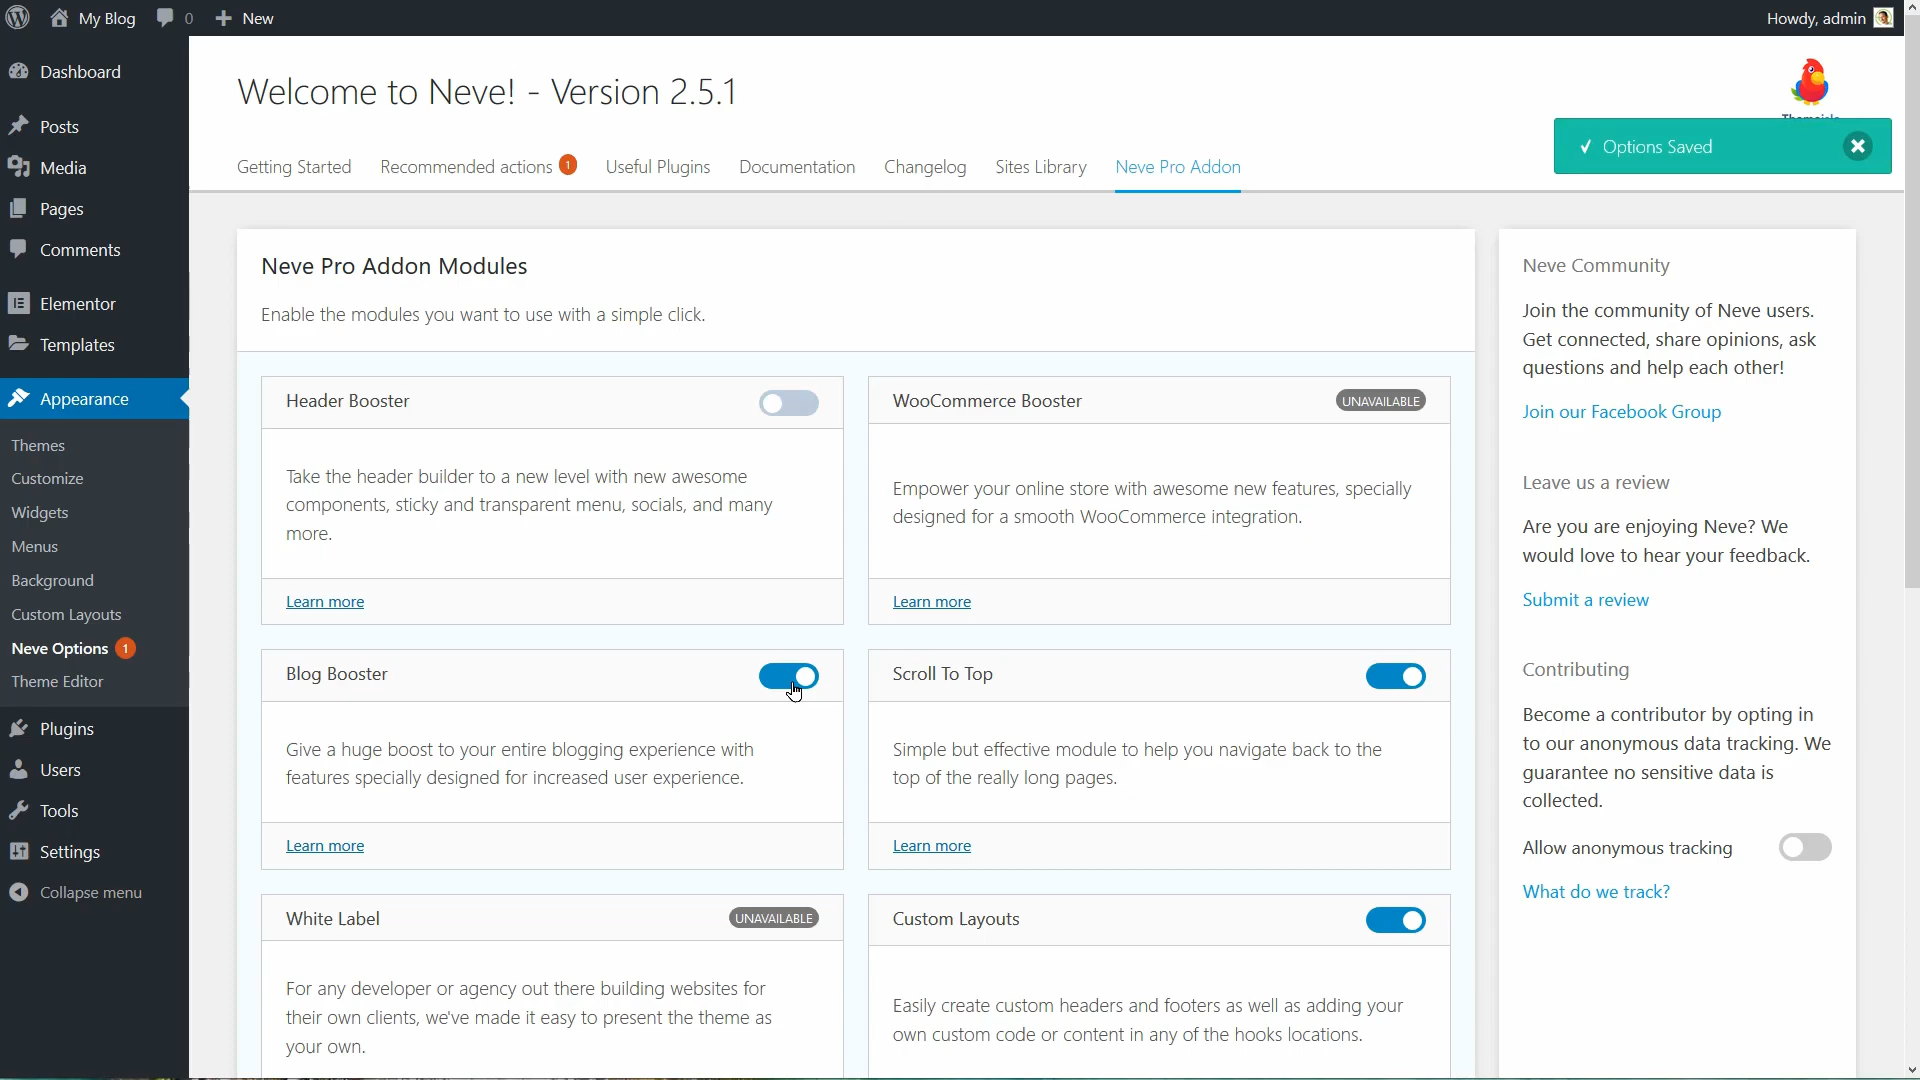 My Blog
0
New
Howdy, admin
Dashboard
Posts
Media
Pages
Comments
Elementor
Templates
Appearance
Themes
Customize
Widgets
Menus
Background
Custom Layouts
Neve Options 1
Theme Editor
Plugins
Users
Tools
Settings
Collapse menu
Welcome to Neve! - Version 2.5.1
Options Saved
Getting Started
Recommended actions 1
Useful Plugins
Documentation
Changelog
Sites Library
Neve Pro Addon
Neve Pro Addon Modules
Enable the modules you want to use with a simple click.
Header Booster
Take the header builder to a new level with new awesome
components, sticky and transparent menu, socials, and many
more.
Learn more
WooCommerce Booster
UNAVAILABLE
Empower your online store with awesome new features, specially
designed for a smooth WooCommerce integration.
Learn more
Blog Booster
Give a huge boost to your entire blogging experience with
features specially designed for increased user experience.
Learn more
Scroll To Top
Simple but effective module to help you navigate back to the
top of the really long pages.
Learn more
White Label
UNAVAILABLE
For any developer or agency out there building websites for
their own clients, we've made it easy to present the theme as
your own.
Custom Layouts
Easily create custom headers and footers as well as adding your
own custom code or content in any of the hooks locations.
Neve Community
Join the community of Neve users.
Get connected, share opinions, ask
questions and help each other!
Join our Facebook Group
Leave us a review
Are you are enjoying Neve? We
would love to hear your feedback.
Submit a review
Contributing
Become a contributor by opting in
to our anonymous data tracking. We
guarantee no sensitive data is
collected.
Allow anonymous tracking
What do we track?